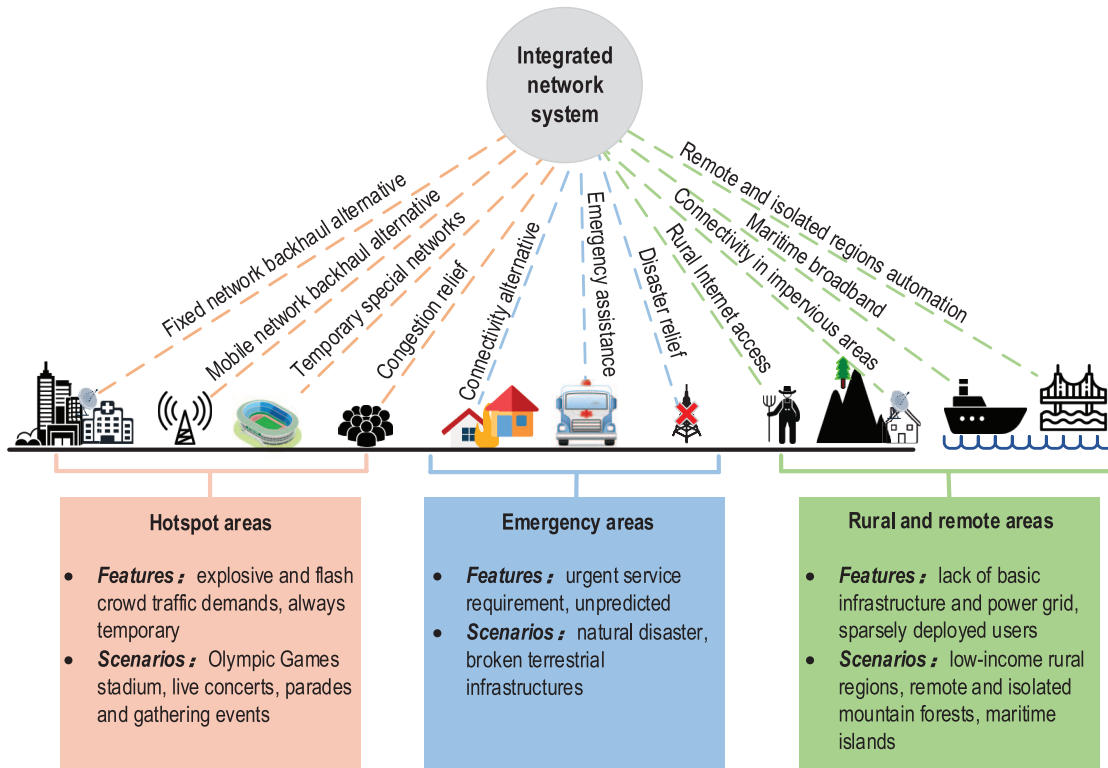 Integrated
network
system
Fixed network backhaul alternative
Mobile network backhaul alternative
Temporary special networks
Congestion relief
Connectivity alternative
Emergency assistance
Disaster relief
Rural Internet access
Connectivity in impervious areas
Maritime broadband
Remote and isolated regions automation
Hotspot areas
• Features： explosive and flash
crowd traffic demands, always
temporary
• Scenarios： Olympic Games
stadium, live concerts, parades
and gathering events
Emergency areas
• Features： urgent service
requirement, unpredicted
• Scenarios： natural disaster,
broken terrestrial
infrastructures
Rural and remote areas
• Features： lack of basic
infrastructure and power grid,
sparsely deployed users
• Scenarios： low-income rural
regions, remote and isolated
mountain forests, maritime
islands